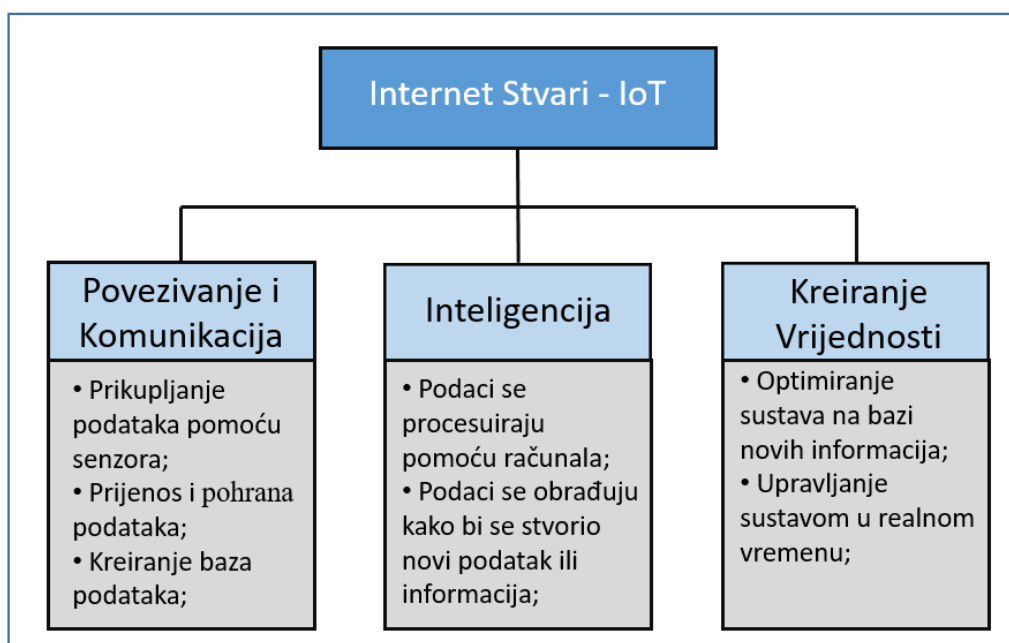 Internet Stvari - IoT
Povezivanje i
Komunikacija
• Prikupljanje
podataka pomoću
senzora;
• Prijenos i pohrana
podataka;
• Kreiranje baza
podataka;
Inteligencija
• Podaci se
procesuiraju
pomoću računala;
• Podaci se obrađuju
kako bi se stvorio
novi podatak ili
informacija;
Kreiranje
Vrijednosti
• Optimiranje
sustava na bazi
novih informacija;
• Upravljanje
sustavom u realnom
vremenu;